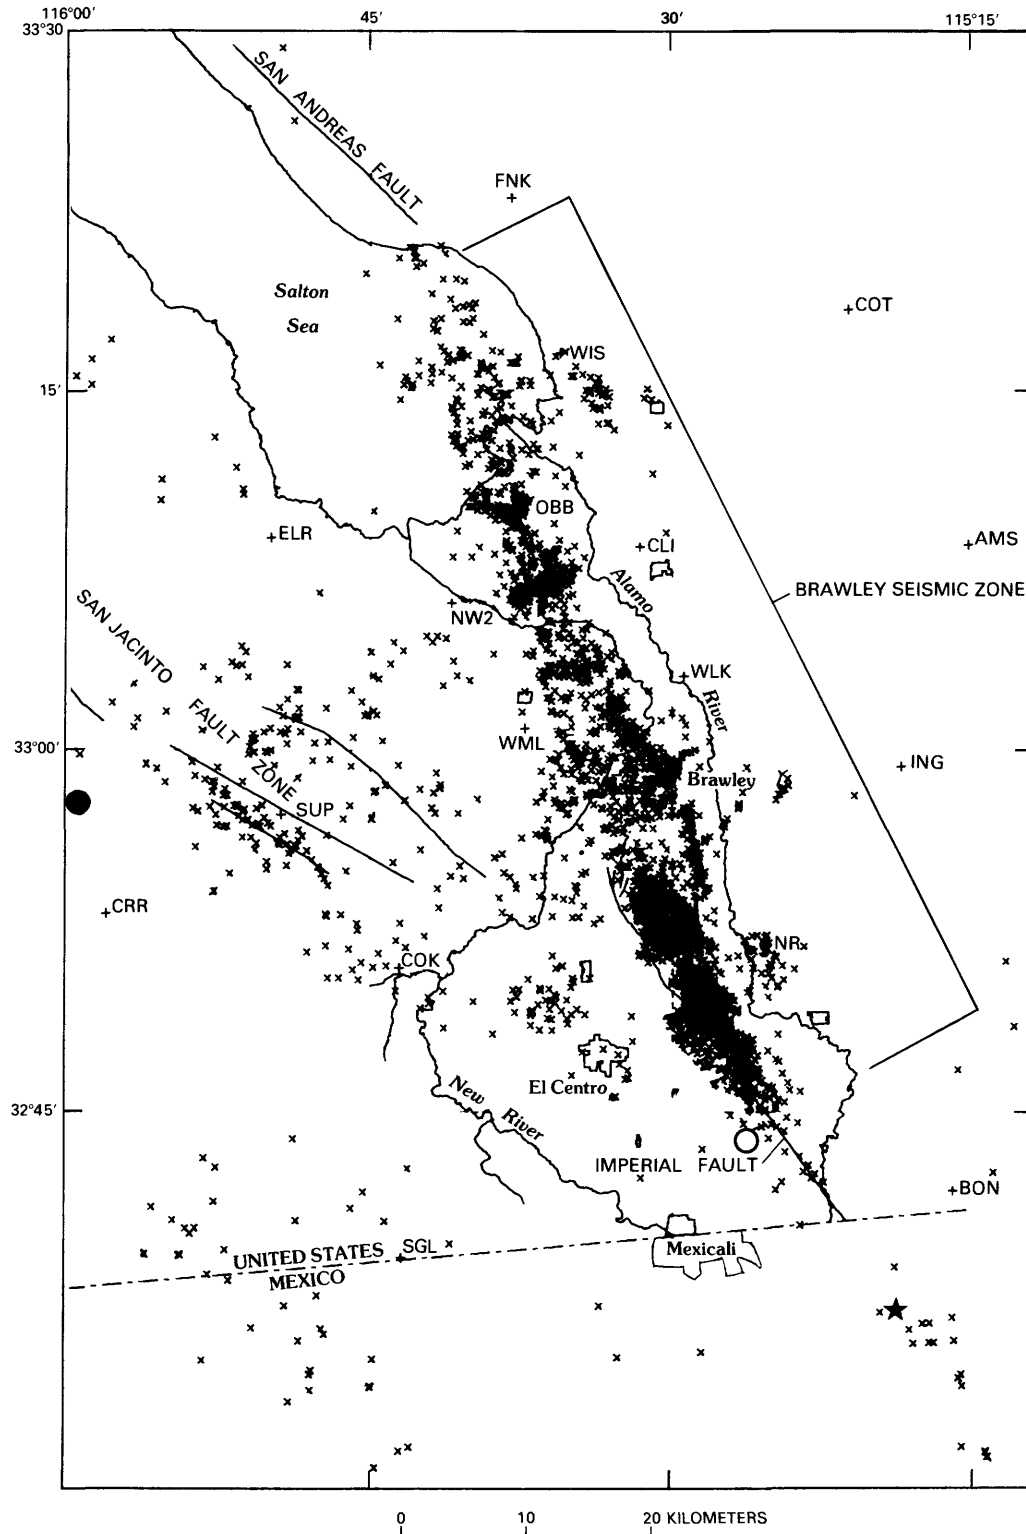 116°00′
45′
30′
115°15′
33°30
SAN ANDREAS FAULT
FNK
Salton
Sea
COT
WIS
15′
OBB
ELR
CLI
AMS
Alamo
River
BRAWLEY SEISMIC ZONE
NW2
SAN JACINTO
FAULT
ZONE
WLK
WML
33°00′
Brawley
ING
SUP
CRR
NR
COK
El Centro
New River
32°45′
IMPERIAL FAULT
BON
SGL
UNITED STATES
MEXICO
Mexicali
0 10 20 KILOMETERS